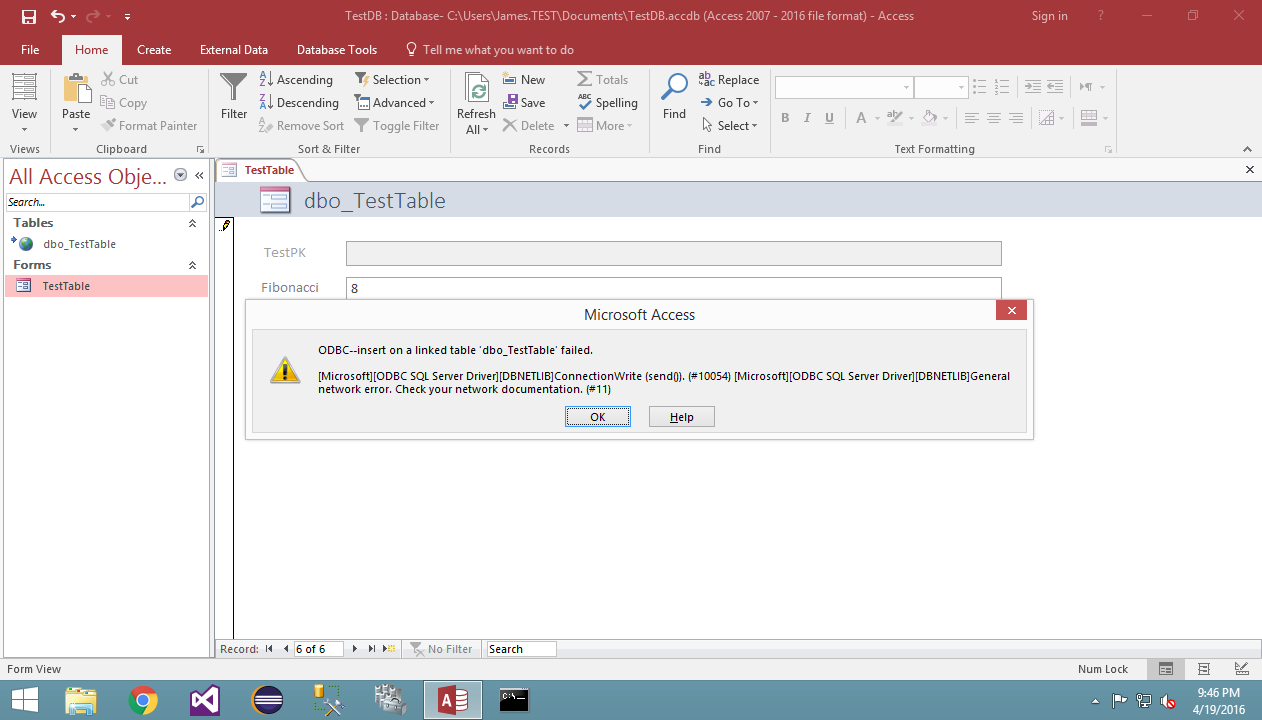 TestDB : Database- C:\Users\James.TEST\Documents\TestDB.accdb (Access 2007 - 2016 file format) - Access
Sign in
?
File
Home
Create
External Data
Database Tools
Tell me what you want to do
View
Views
Paste
Cut
Copy
Format Painter
Clipboard
Filter
Ascending
Descending
Remove Sort
Selection
Advanced
Toggle Filter
Sort & Filter
Refresh
All
New
Save
Delete
Totals
Spelling
More
Records
Find
Replace
Go To
Select
Find
B I U A
Text Formatting
All Access Obje...
Search...
Tables
dbo_TestTable
Forms
TestTable
TestTable
dbo_TestTable
TestPK
Fibonacci
8
Microsoft Access
ODBC--insert on a linked table 'dbo_TestTable' failed.
[Microsoft][ODBC SQL Server Driver][DBNETLIB]ConnectionWrite (send()). (#10054) [Microsoft][ODBC SQL Server Driver][DBNETLIB]General
network error. Check your network documentation. (#11)
OK
Help
Record:
6 of 6
No Filter
Search
Form View
Num Lock
9:46 PM
4/19/2016